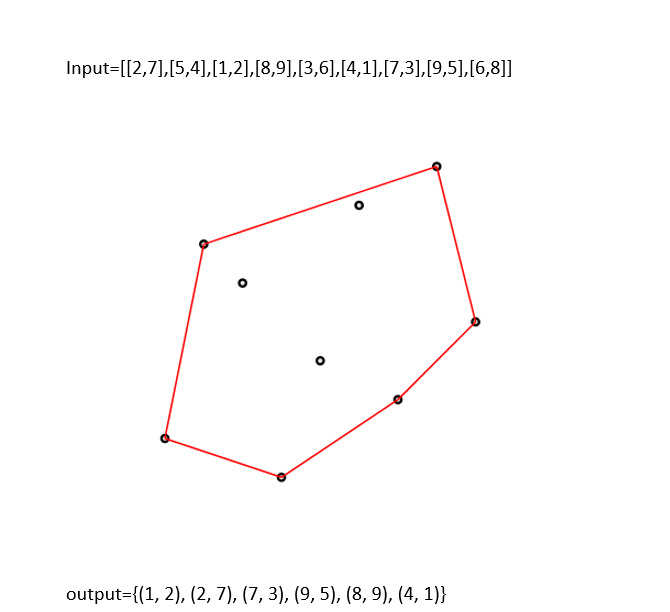 Input=[[2,7],[5,4],[1,2],[8,9],[3,6],[4,1],[7,3],[9,5],[6,8]]
output={(1, 2), (2, 7), (7, 3), (9, 5), (8, 9), (4, 1)}